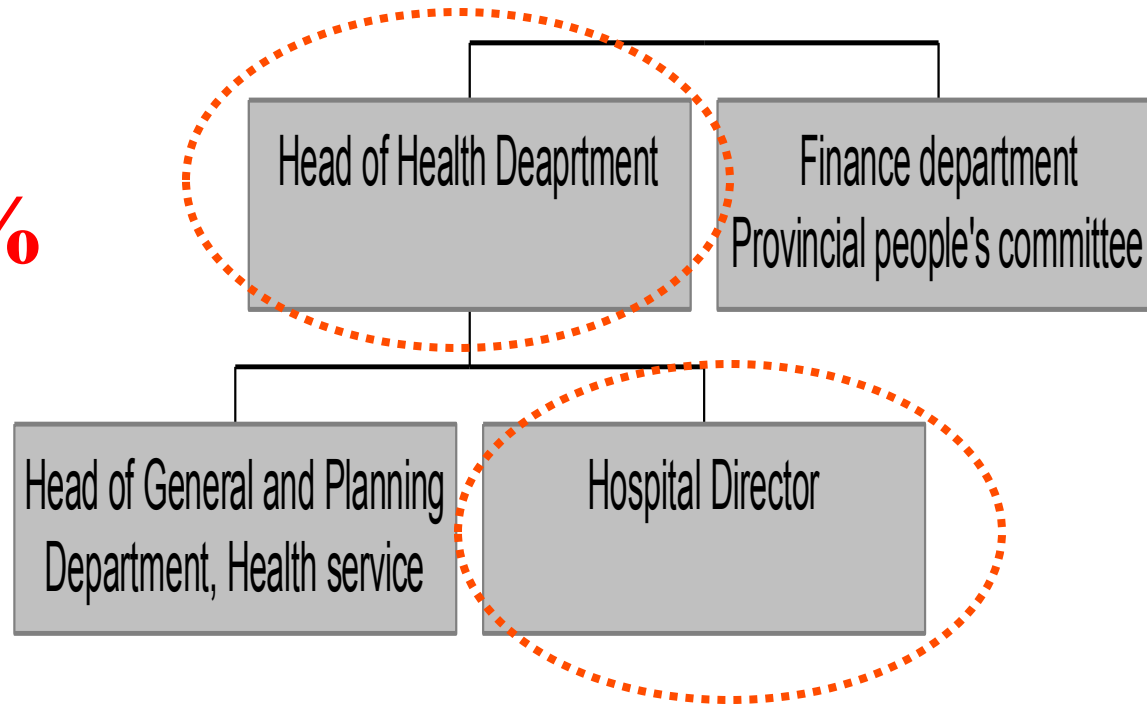 Head of Health Deaprtment
Finance department
Provincial people's committee
%
Head of General and Planning
Department, Health service
Hospital Director